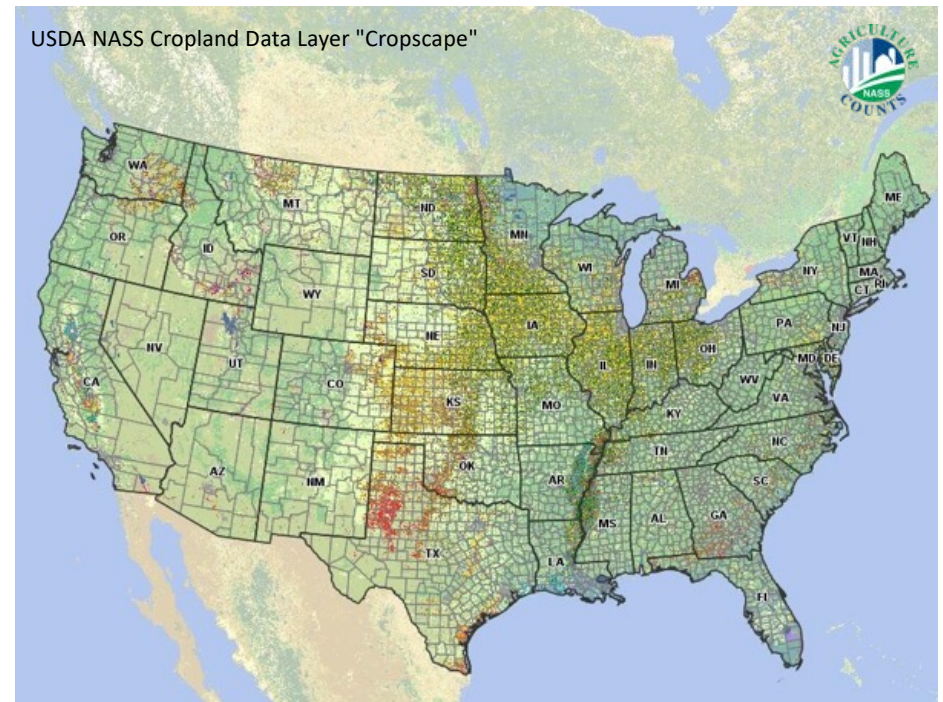 USDA NASS Cropland Data Layer "Cropscape"
AGRICULTURE
NASS
COUNTS
WA
MT
ND
MN
ME
OR
ID
SD
WI
MI
VT
NH
NY
MA
CT
RI
WY
NE
IA
PA
NJ
NV
UT
CO
IL
IN
OH
MD
DE
CA
KS
MO
WV
KY
VA
AZ
NM
OK
AR
TN
NC
SC
MS
AL
GA
TX
LA
FL